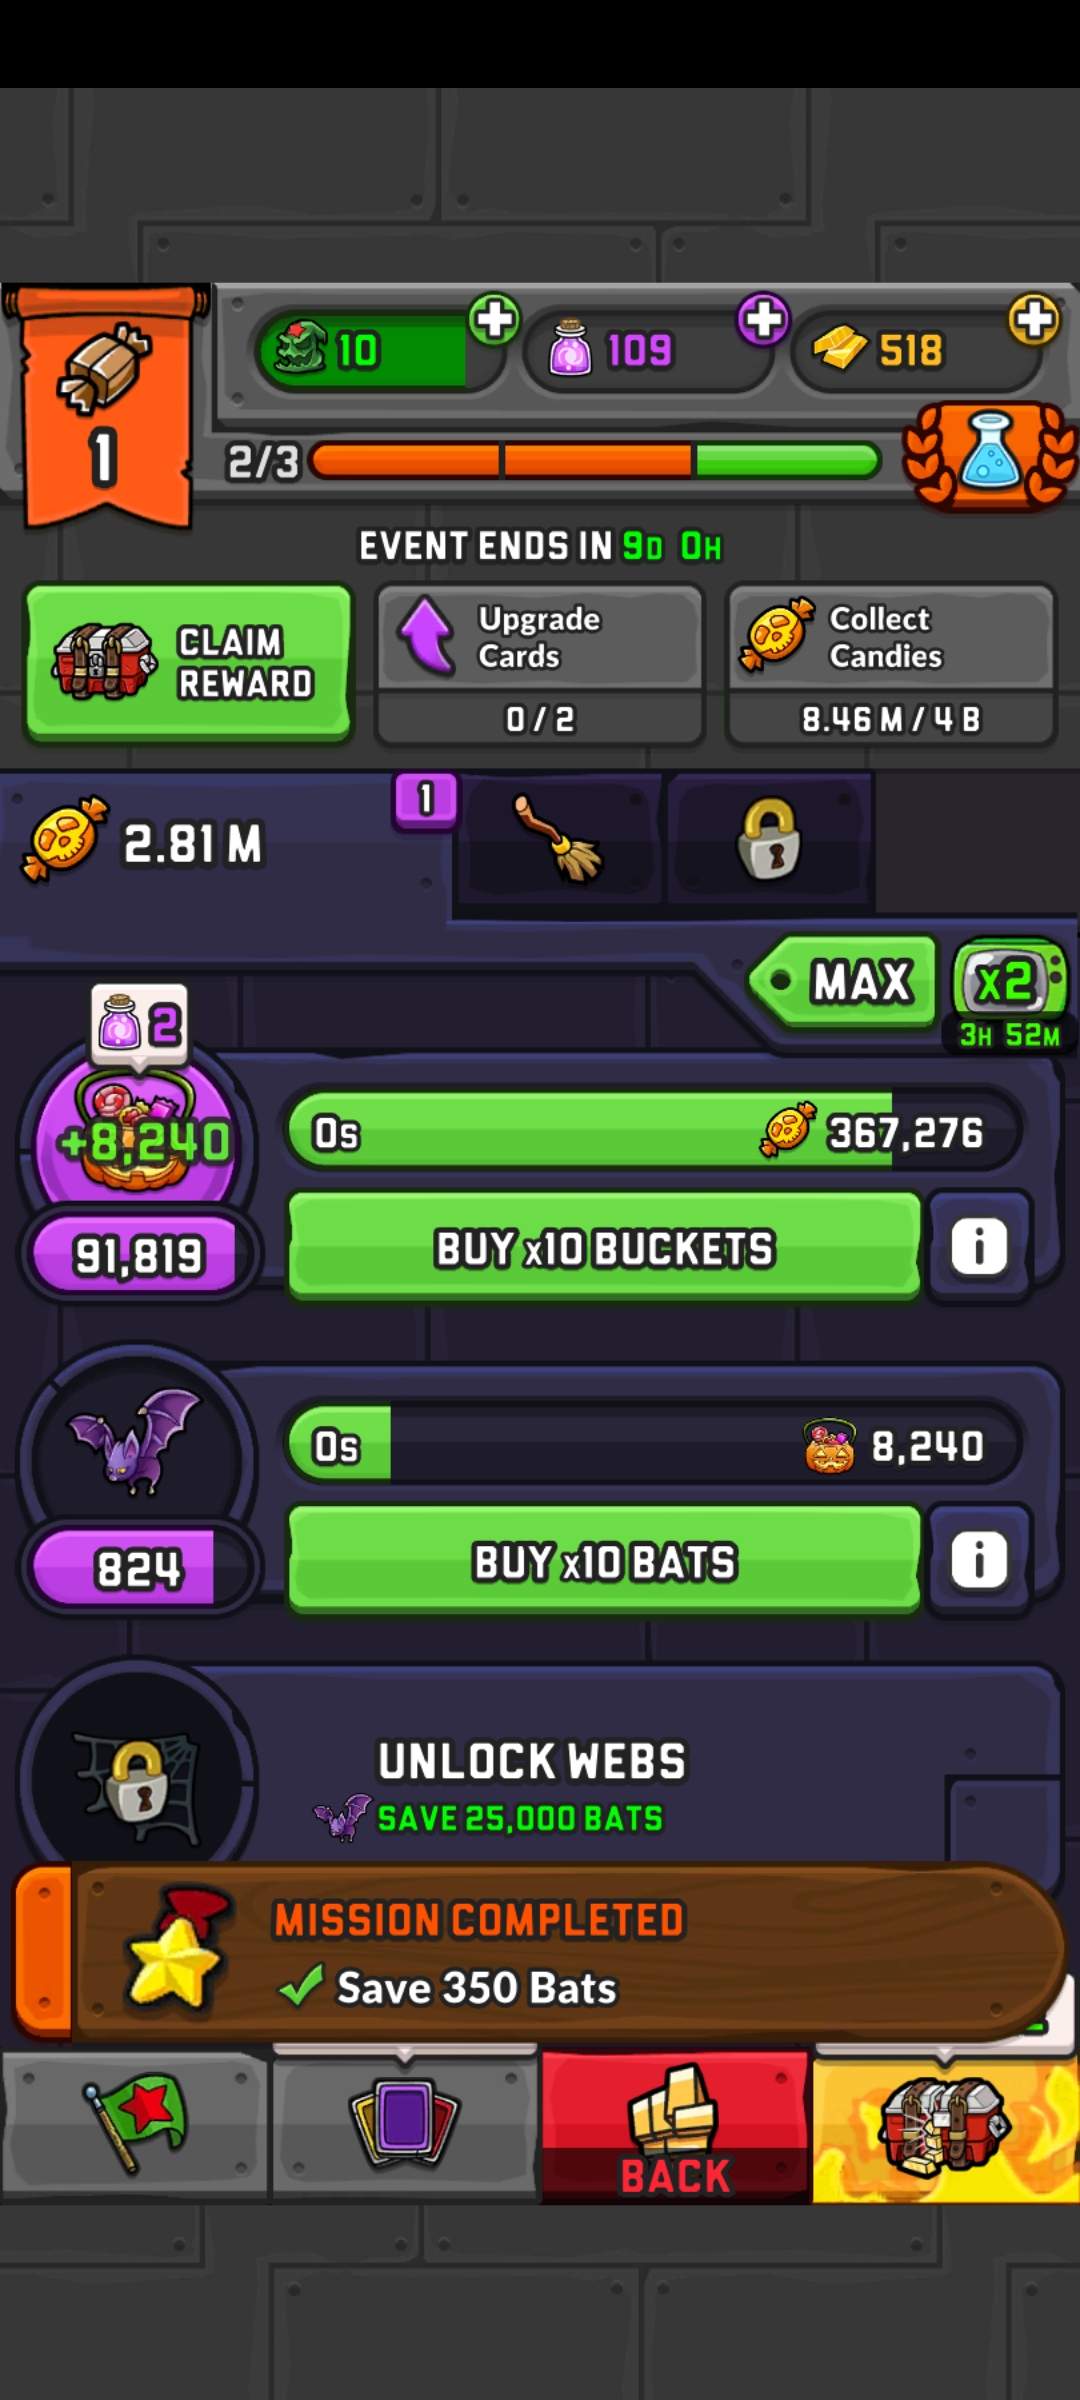 10
109
518
1
2/3
EVENT ENDS IN 9D 0H
CLAIM
REWARD
Upgrade
Cards
0 / 2
Collect
Candies
8.46 M / 4 B
2.81 M
1
MAX
x2
3H 52M
2
+8,240
0s
367,276
91,819
BUY x10 BUCKETS
i
0s
8,240
824
BUY x10 BATS
i
UNLOCK WEBS
SAVE 25,000 BATS
MISSION COMPLETED
Save 350 Bats
BACK